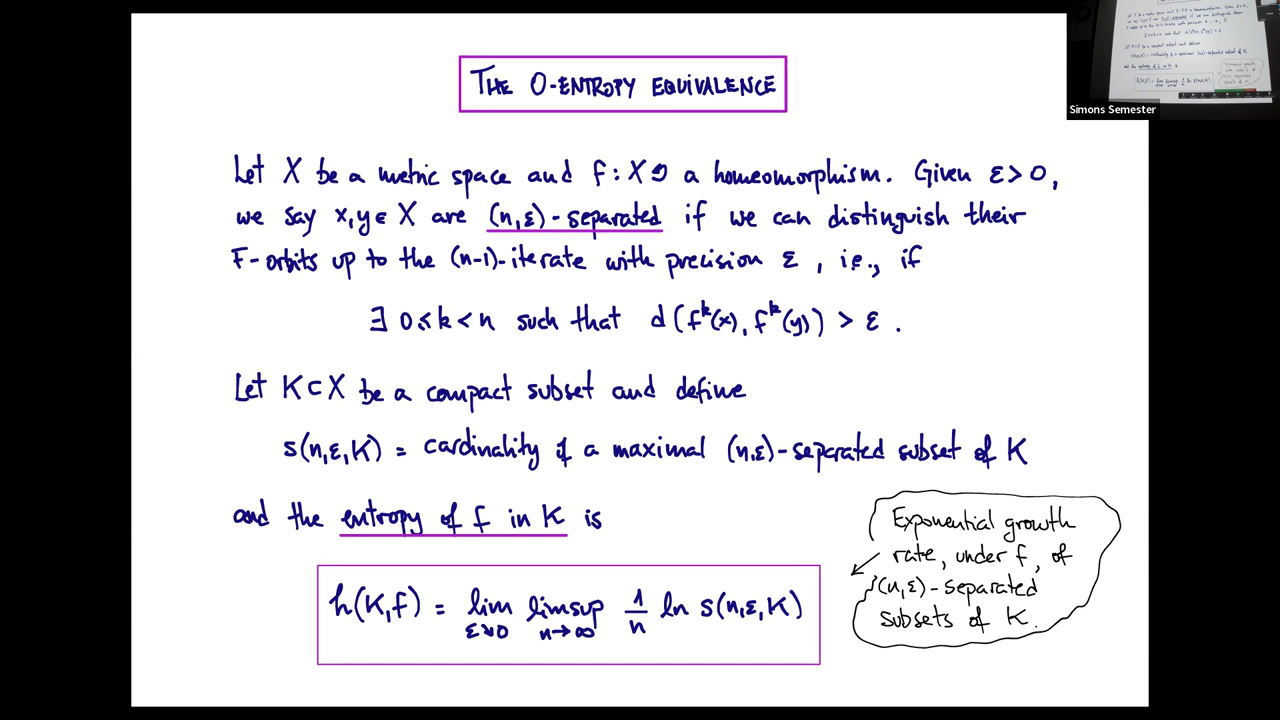 THE 0-ENTROPY EQUIVALENCE
Let X be a metric space and f : X ↺ a homeomorphism. Given ε > 0,
we say x, y ∈ X are (n, ε)-separated if we can distinguish their
F-orbits up to the (n-1)-iterate with precision ε, i.e., if
∃ 0 ≤ k < n such that d(f^k(x), f^k(y)) > ε.
Let K ⊂ X be a compact subset and define
s(n, ε, K) = cardinality of a maximal (n, ε)-separated subset of K
and the entropy of f in K is
h(K, f) = lim_{ε↘0} limsup_{n→∞} 1/n ln s(n, ε, K)
Exponential growth
rate, under f, of
(n, ε)-separated
subsets of K.
Simons Semester